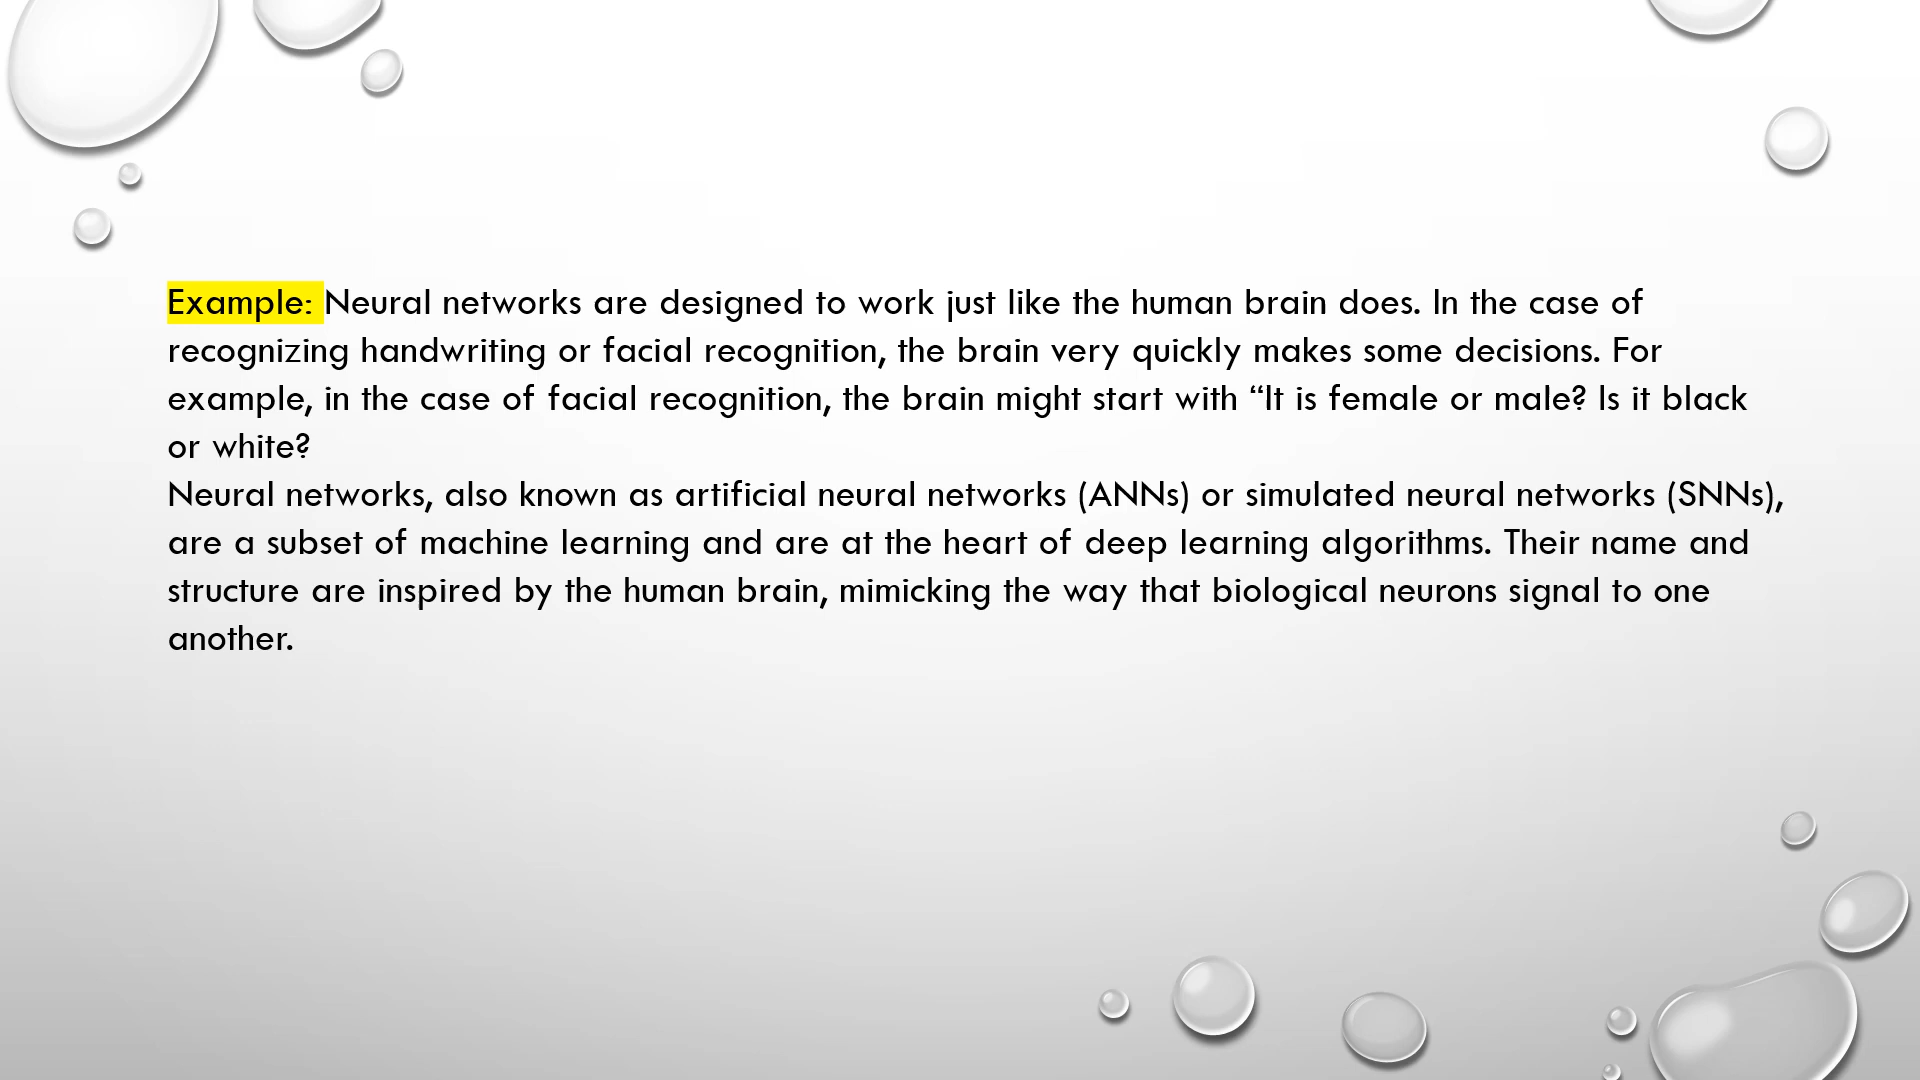 Example: Neural networks are designed to work just like the human brain does. In the case of
recognizing handwriting or facial recognition, the brain very quickly makes some decisions. For
example, in the case of facial recognition, the brain might start with “It is female or male? Is it black
or white?
Neural networks, also known as artificial neural networks (ANNs) or simulated neural networks (SNNs),
are a subset of machine learning and are at the heart of deep learning algorithms. Their name and
structure are inspired by the human brain, mimicking the way that biological neurons signal to one
another.